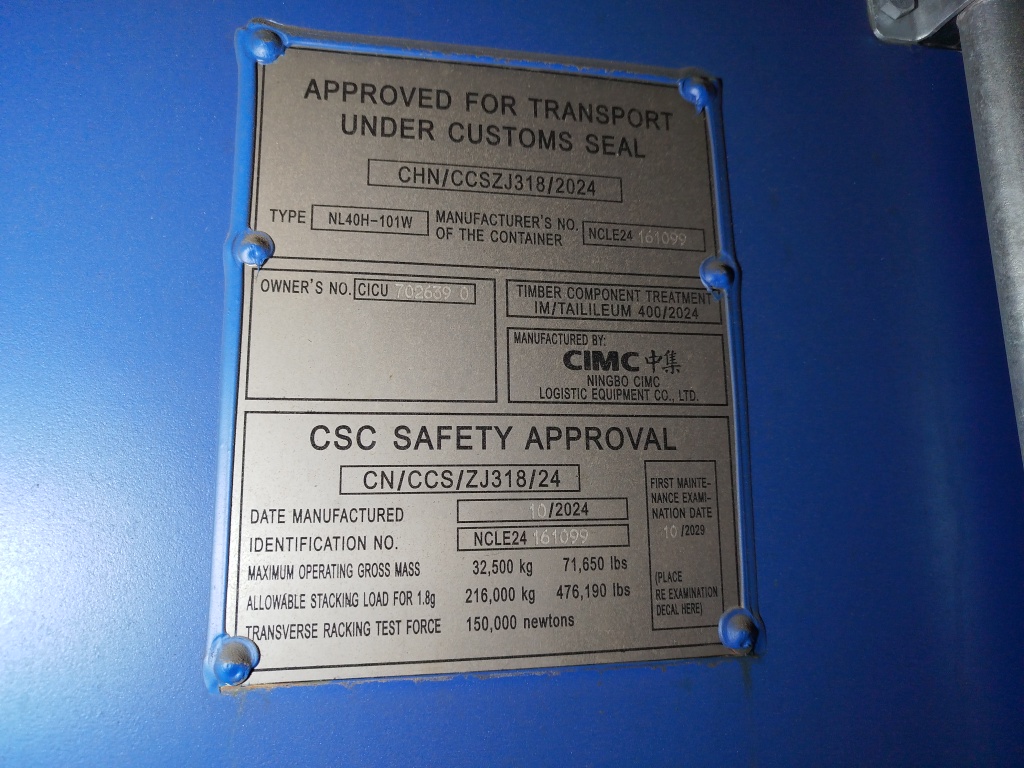 APPROVED FOR TRANSPORT
UNDER CUSTOMS SEAL
CHN/CCSZJ318/2024
TYPE NL40H-101W MANUFACTURER'S NO.
OF THE CONTAINER NCLE24 161099
OWNER'S NO. CICU 702639 0
TIMBER COMPONENT TREATMENT
IM/TAILILEUM 400/2024
MANUFACTURED BY:
CIMC 中集
NINGBO CIMC
LOGISTIC EQUIPMENT CO., LTD.
CSC SAFETY APPROVAL
CN/CCS/ZJ318/24
DATE MANUFACTURED 10/2024
IDENTIFICATION NO. NCLE24 161099
MAXIMUM OPERATING GROSS MASS 32,500 kg 71,650 lbs
ALLOWABLE STACKING LOAD FOR 1.8g 216,000 kg 476,190 lbs
TRANSVERSE RACKING TEST FORCE 150,000 newtons
FIRST MAINTE-
NANCE EXAMI-
NATION DATE
10 /2029
(PLACE
RE EXAMINATION
DECAL HERE)